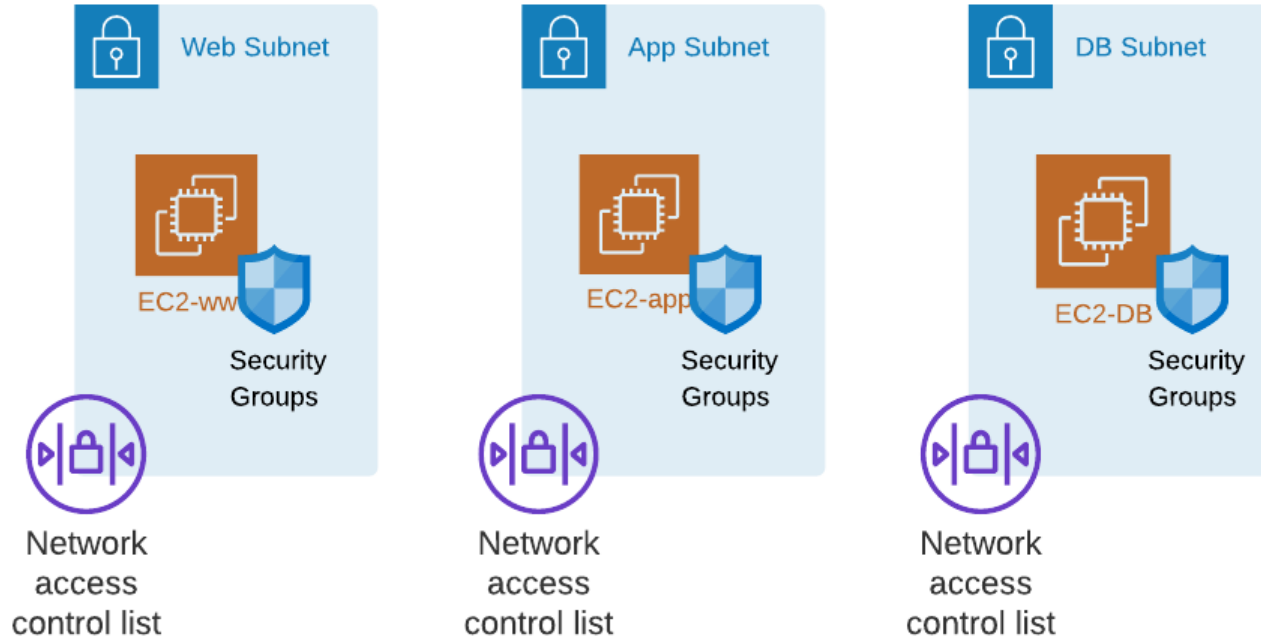 Web Subnet
App Subnet
DB Subnet
EC2-ww
EC2-app
EC2-DB
Security
Groups
Security
Groups
Security
Groups
Network
access
control list
Network
access
control list
Network
access
control list